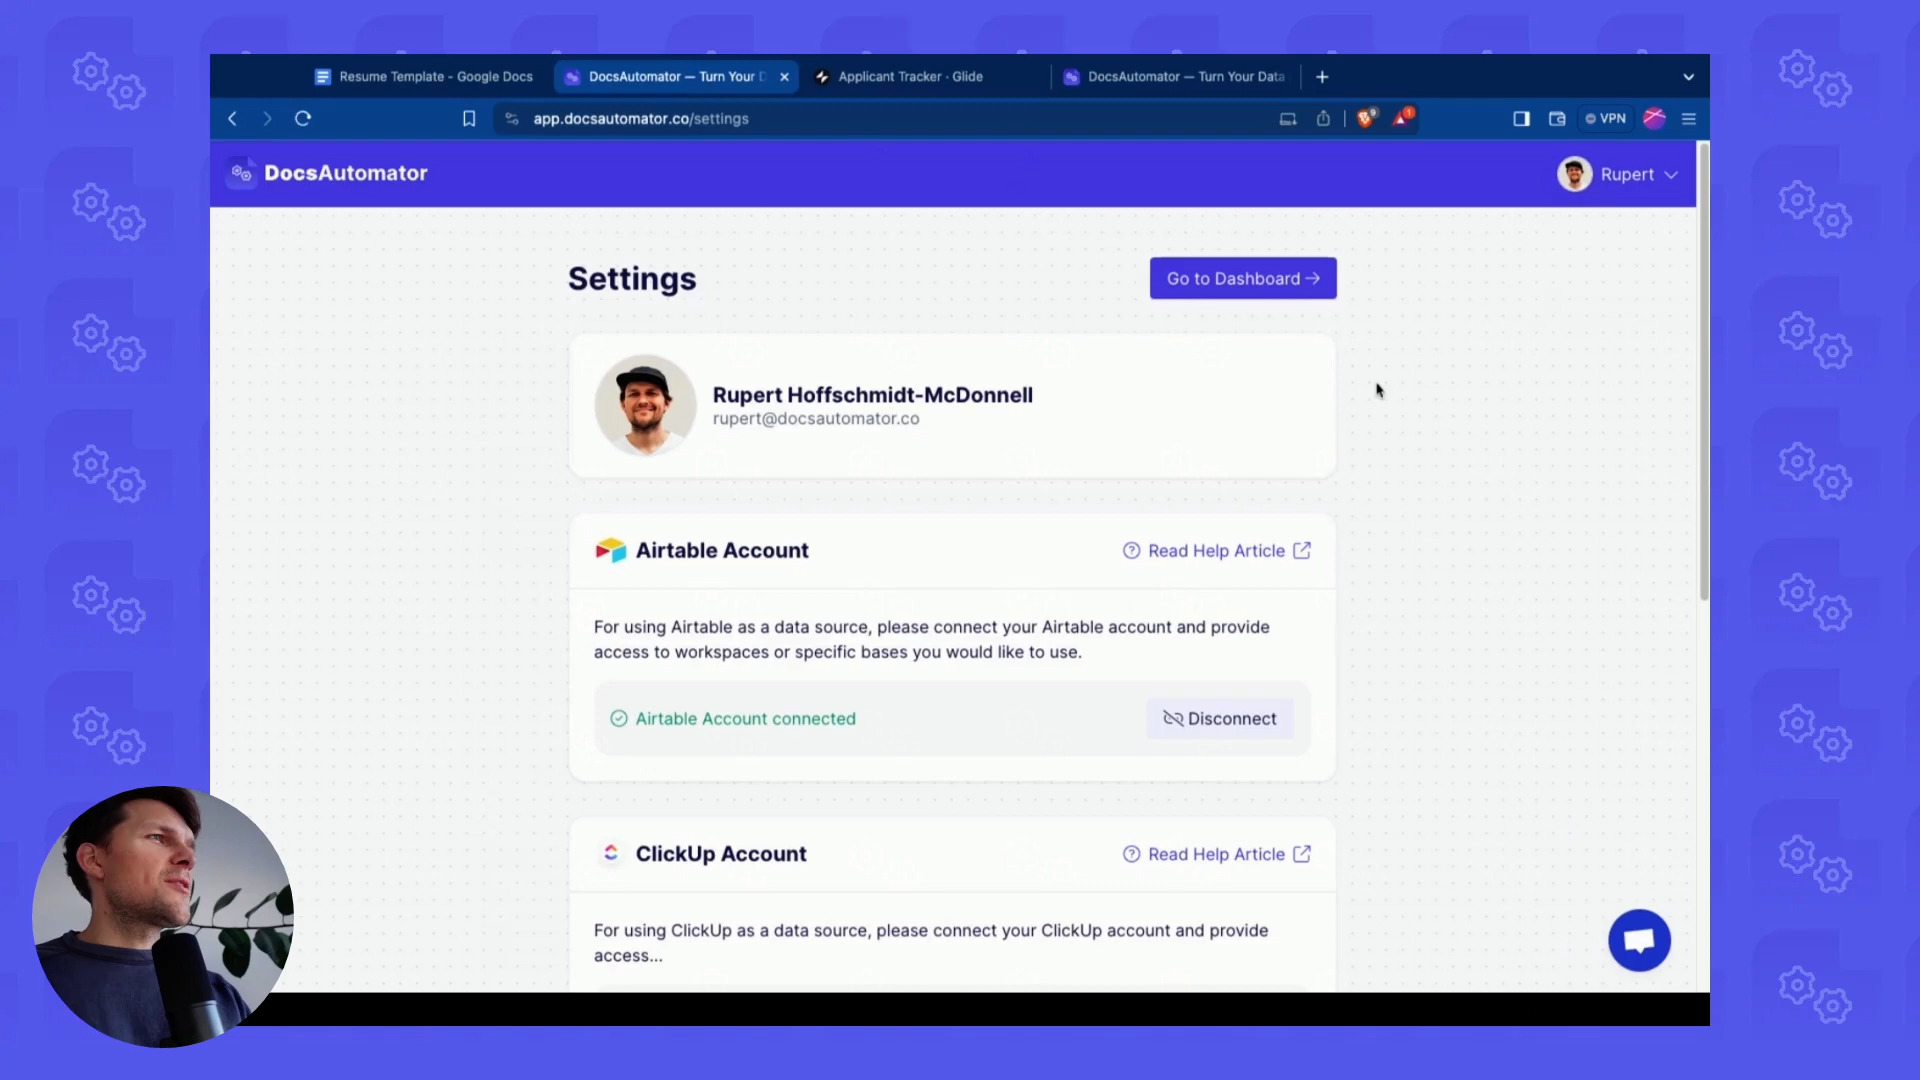 Resume Template - Google Docs
DocsAutomator — Turn Your D
Applicant Tracker · Glide
DocsAutomator — Turn Your Data
app.docsautomator.co/settings
9
1
VPN
DocsAutomator
Rupert
Settings
Go to Dashboard
Rupert Hoffschmidt-McDonnell
rupert@docsautomator.co
Airtable Account
Read Help Article
For using Airtable as a data source, please connect your Airtable account and provide
access to workspaces or specific bases you would like to use.
Airtable Account connected
Disconnect
ClickUp Account
Read Help Article
For using ClickUp as a data source, please connect your ClickUp account and provide
access...